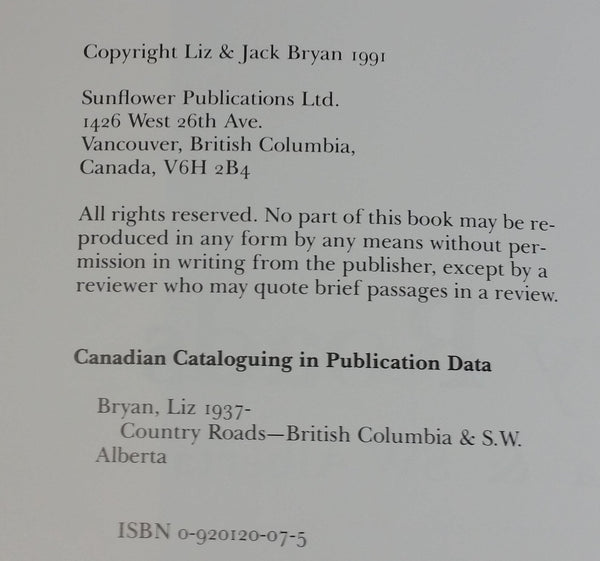 Copyright Liz & Jack Bryan 1991
Sunflower Publications Ltd.
1426 West 26th Ave.
Vancouver, British Columbia,
Canada, V6H 2B4
All rights reserved. No part of this book may be re-
produced in any form by any means without per-
mission in writing from the publisher, except by a
reviewer who may quote brief passages in a review.
Canadian Cataloguing in Publication Data
Bryan, Liz 1937-
Country Roads—British Columbia & S.W.
Alberta
ISBN 0-920120-07-5